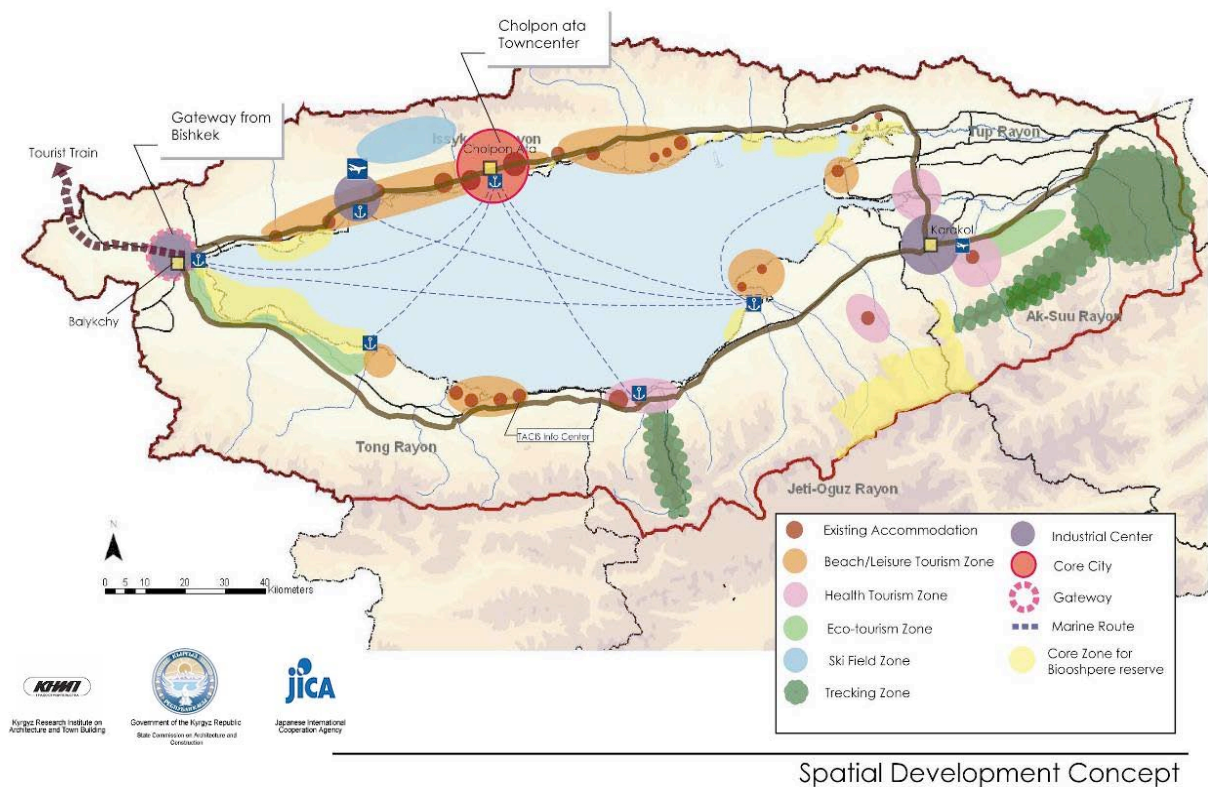 Cholpon ata
Towncenter
Gateway from
Bishkek
Tourist Train
Cholpon Ata
Tup Rayon
Karakol
Balykchy
Ak-Suu Rayon
TACIS Info Center
Tong Rayon
Jeti-Oguz Rayon
N
0 5 10 20 30 40
Kilometers
Existing Accommodation
Beach/Leisure Tourism Zone
Health Tourism Zone
Eco-tourism Zone
Ski Field Zone
Trecking Zone
Industrial Center
Core City
Gateway
Marine Route
Core Zone for
Biooshpere reserve
Kyrgyz Research Institute on
Architecture and Town Building
Government of the Kyrgyz Republic
State Commission on Architecture and
Construction
JICA
Japanese International
Cooperation Agency
Spatial Development Concept